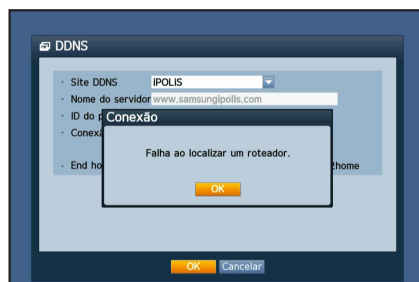 DDNS
Site DDNS iPOLiS
Nome do servidor www.samsungipolis.com
ID do p
Conexã
Conexão
Falha ao localizar um roteador.
OK
End ho 2home
OK Cancelar